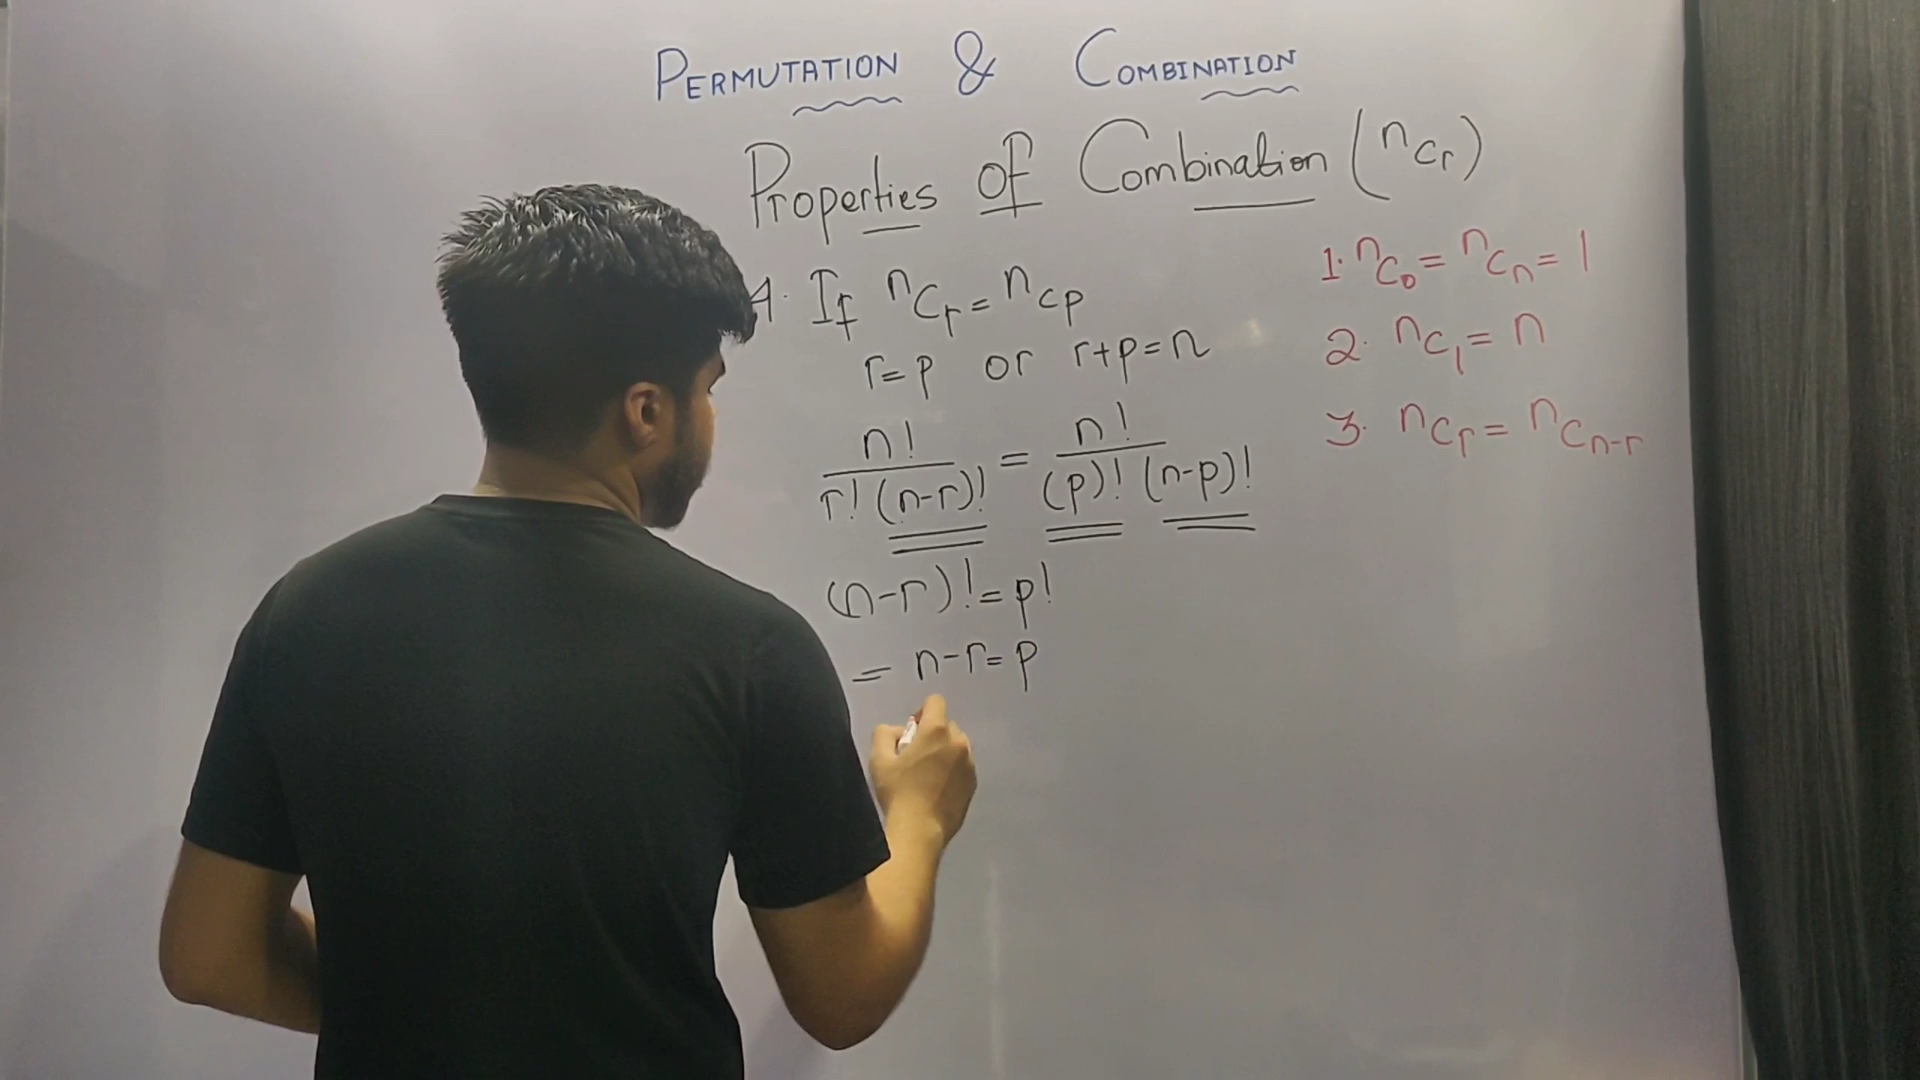 PERMUTATION & COMBINATION
Properties of Combination (ⁿCᵣ)
4. If ⁿCᵣ = ⁿCₚ
r = p or r+p = n
n! / r! (n-r)! = n! / (p)! (n-p)!
(n-r)! = p!
= n-r = p
1. ⁿC₀ = ⁿCₙ = 1
2. ⁿC₁ = n
3. ⁿCᵣ = ⁿCₙ₋ᵣ